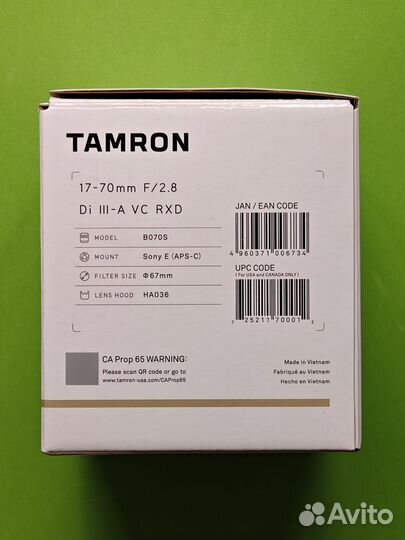 TAMRON
17-70mm F/2.8
Di III-A VC RXD
MODEL B070S
MOUNT Sony E (APS-C)
FILTER SIZE Φ67mm
LENS HOOD HA036
JAN / EAN CODE
4 960371 006734
UPC CODE
( For USA and CANADA ONLY )
7 25211 70001 2
CA Prop 65 WARNING:
Please scan QR code or go to
www.tamron-usa.com/CAProp65
Made in Vietnam
Fabriqué au Vietnam
Hecho en Vietnam
Avito